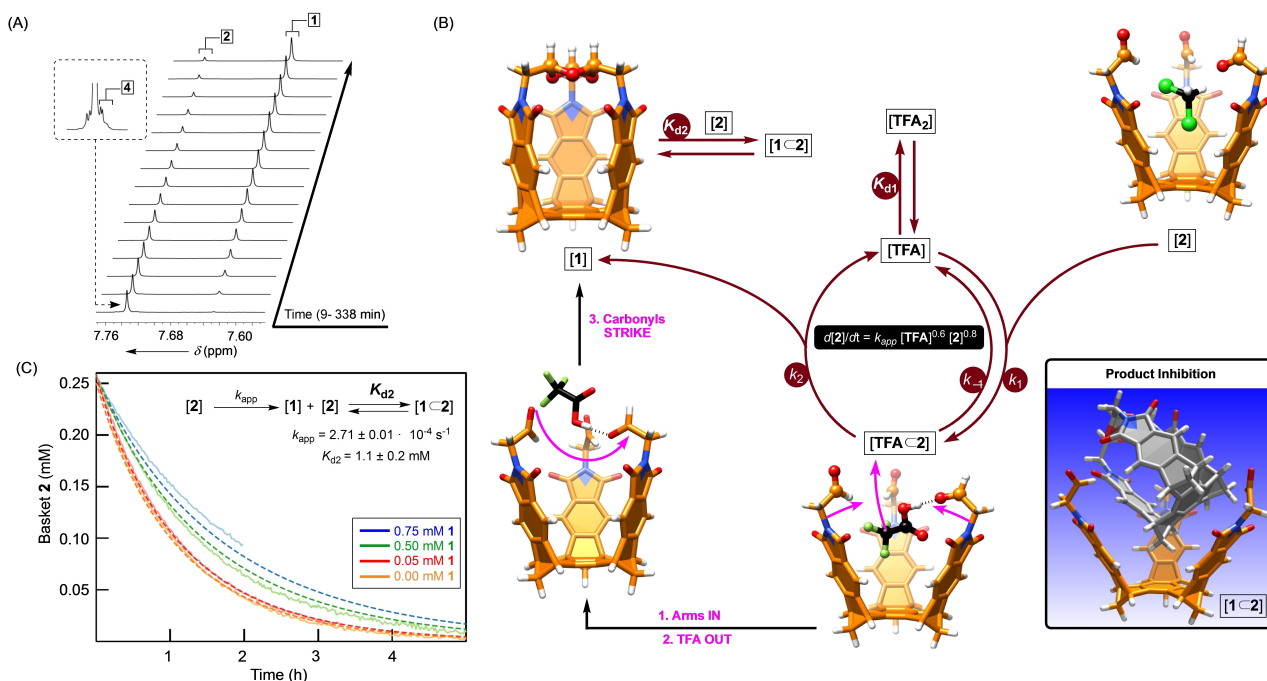 (A)
2
1
4
Time (9- 338 min)
7.76
7.68
7.60
δ (ppm)
(B)
Kd2
[2]
[1⊂2]
[1]
[TFA2]
Kd1
[TFA]
[2]
3. Carbonyls
STRIKE
d[2]/dt = kapp [TFA]^0.6 [2]^0.8
k2
k–1
k1
[TFA⊂2]
1. Arms IN
2. TFA OUT
Product Inhibition
[1⊂2]
(C)
[2] kapp [1] + [2] Kd2 [1⊂2]
kapp = 2.71 ± 0.01 · 10^-4 s^-1
Kd2 = 1.1 ± 0.2 mM
0.75 mM 1
0.50 mM 1
0.05 mM 1
0.00 mM 1
0.25
0.20
0.15
0.10
0.05
Basket 2 (mM)
1
2
3
4
Time (h)